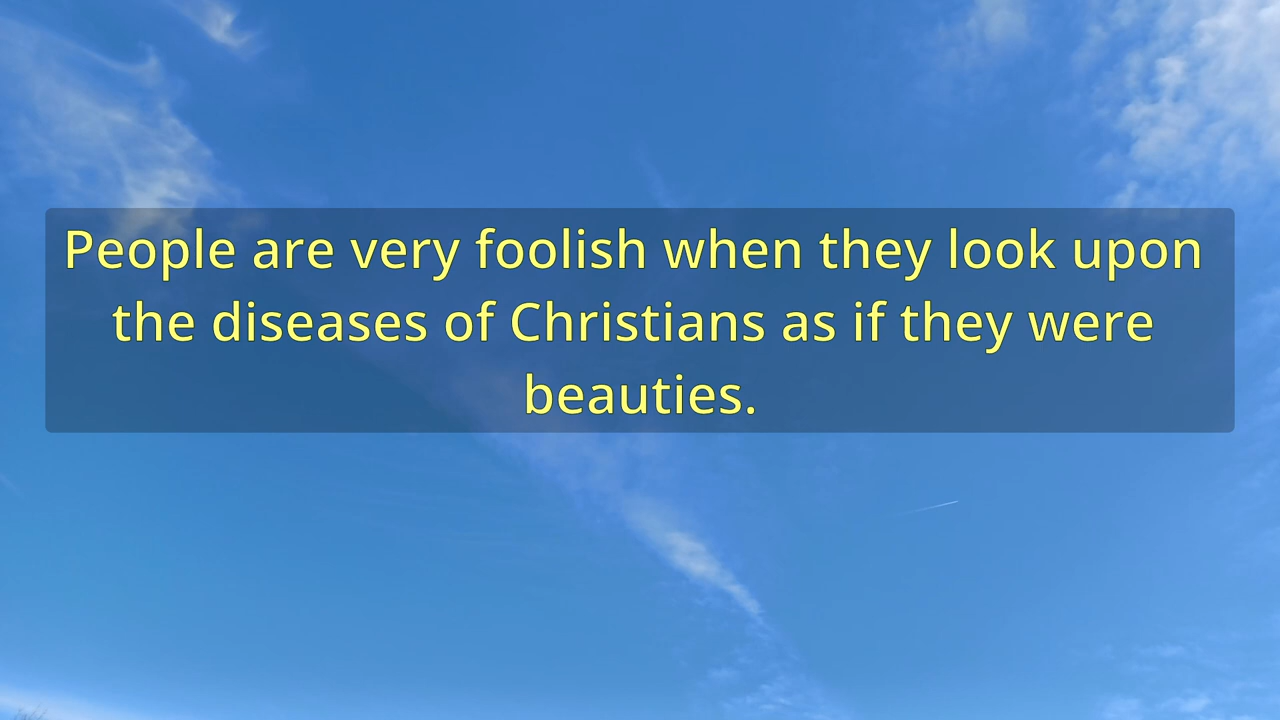 People are very foolish when they look upon
the diseases of Christians as if they were
beauties.